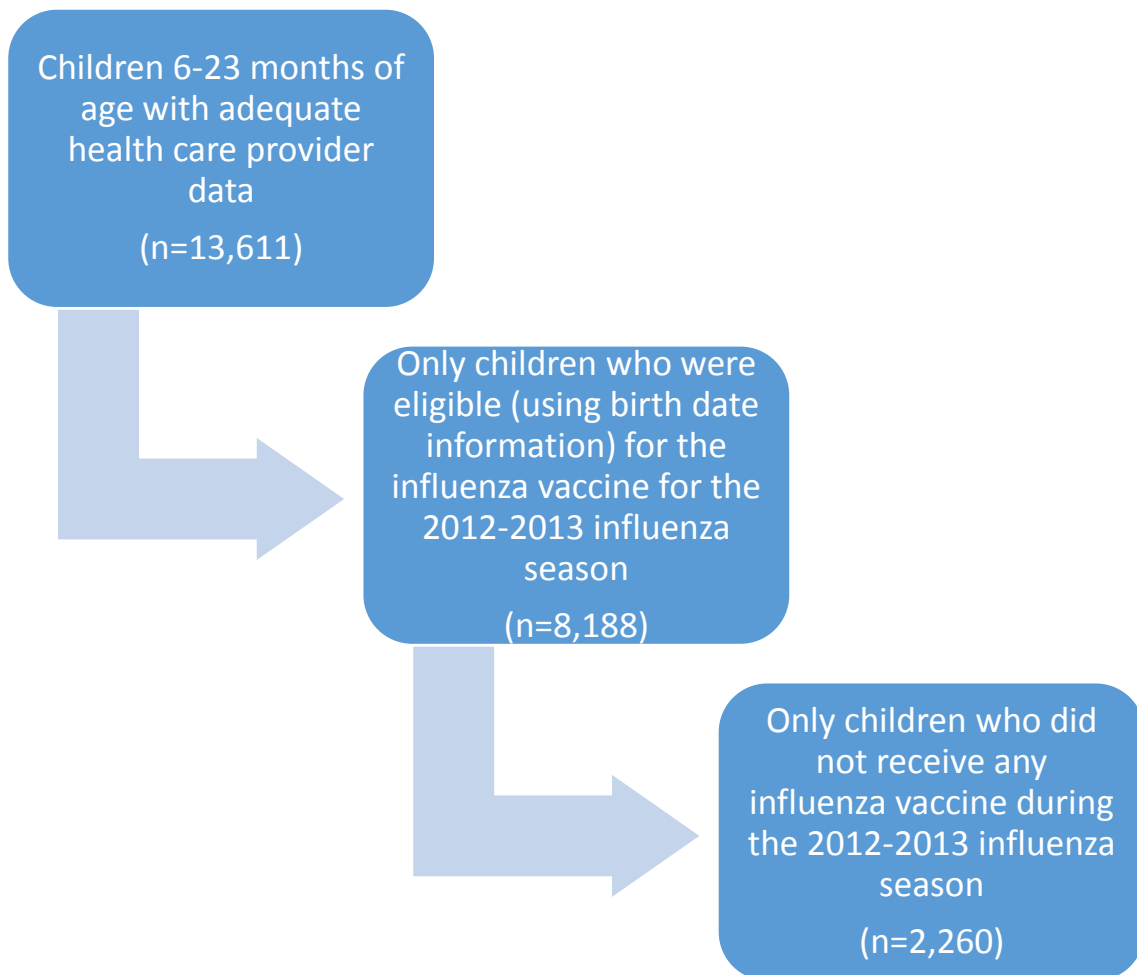 Children 6-23 months of
age with adequate
health care provider
data
(n=13,611)
Only children who were
eligible (using birth date
information) for the
influenza vaccine for the
2012-2013 influenza
season
(n=8,188)
Only children who did
not receive any
influenza vaccine during
the 2012-2013 influenza
season
(n=2,260)